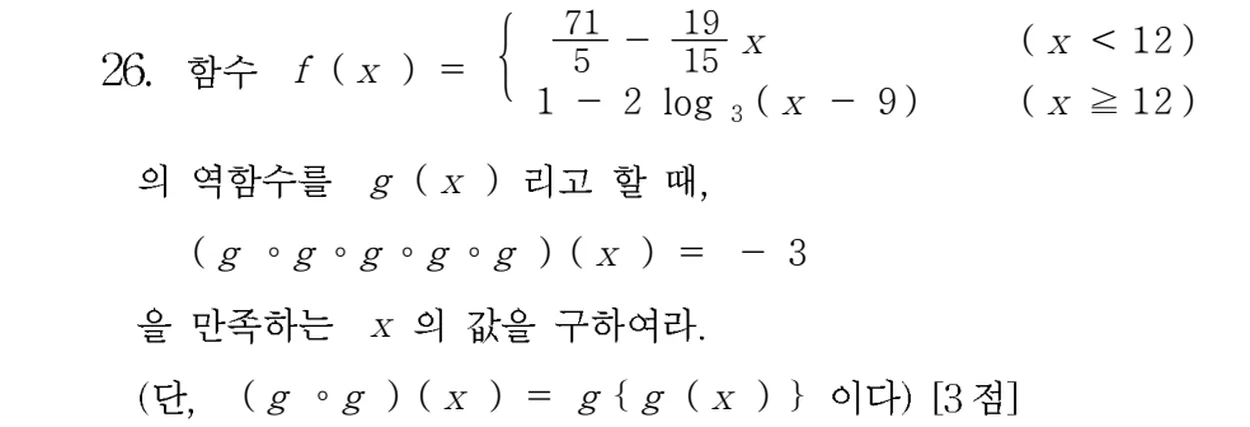 26. 함수 f ( x ) = { 71/5 - 19/15 x ( x < 12 )
1 - 2 log ₃ ( x - 9 ) ( x ≧ 12 )
의 역함수를 g ( x ) 리고 할 때,
( g ∘ g ∘ g ∘ g ∘ g ) ( x ) = - 3
을 만족하는 x 의 값을 구하여라.
(단, ( g ∘ g ) ( x ) = g { g ( x ) } 이다) [3점]